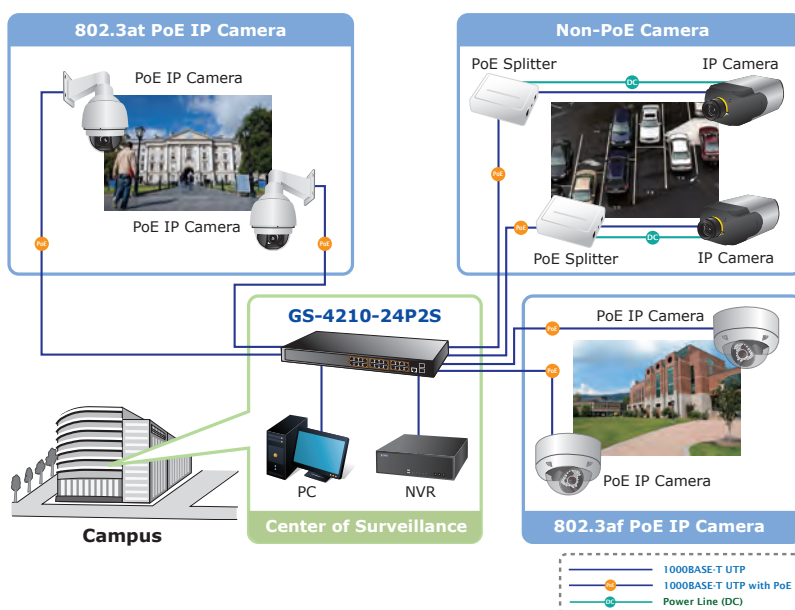 802.3at PoE IP Camera
PoE IP Camera
PoE IP Camera
PoE
PoE
Non-PoE Camera
PoE Splitter
IP Camera
DC
PoE
PoE
DC
PoE Splitter
IP Camera
GS-4210-24P2S
PC
NVR
Center of Surveillance
Campus
PoE IP Camera
PoE
PoE
PoE IP Camera
802.3af PoE IP Camera
1000BASE-T UTP
PoE
1000BASE-T UTP with PoE
DC
Power Line (DC)